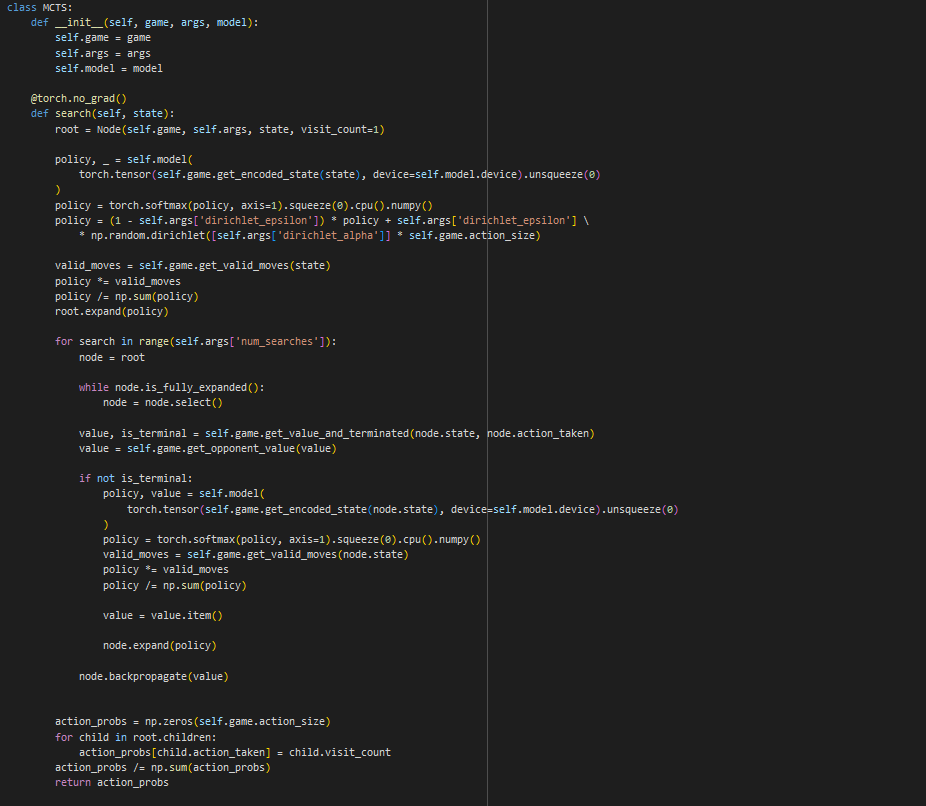 class MCTS:
    def __init__(self, game, args, model):
        self.game = game
        self.args = args
        self.model = model

    @torch.no_grad()
    def search(self, state):
        root = Node(self.game, self.args, state, visit_count=1)

        policy, _ = self.model(
            torch.tensor(self.game.get_encoded_state(state), device=self.model.device).unsqueeze(0)
        )
        policy = torch.softmax(policy, axis=1).squeeze(0).cpu().numpy()
        policy = (1 - self.args['dirichlet_epsilon']) * policy + self.args['dirichlet_epsilon'] \
            * np.random.dirichlet([self.args['dirichlet_alpha']] * self.game.action_size)

        valid_moves = self.game.get_valid_moves(state)
        policy *= valid_moves
        policy /= np.sum(policy)
        root.expand(policy)

        for search in range(self.args['num_searches']):
            node = root

            while node.is_fully_expanded():
                node = node.select()

            value, is_terminal = self.game.get_value_and_terminated(node.state, node.action_taken)
            value = self.game.get_opponent_value(value)

            if not is_terminal:
                policy, value = self.model(
                    torch.tensor(self.game.get_encoded_state(node.state), device=self.model.device).unsqueeze(0)
                )
                policy = torch.softmax(policy, axis=1).squeeze(0).cpu().numpy()
                valid_moves = self.game.get_valid_moves(node.state)
                policy *= valid_moves
                policy /= np.sum(policy)

                value = value.item()

                node.expand(policy)

            node.backpropagate(value)


        action_probs = np.zeros(self.game.action_size)
        for child in root.children:
            action_probs[child.action_taken] = child.visit_count
        action_probs /= np.sum(action_probs)
        return action_probs